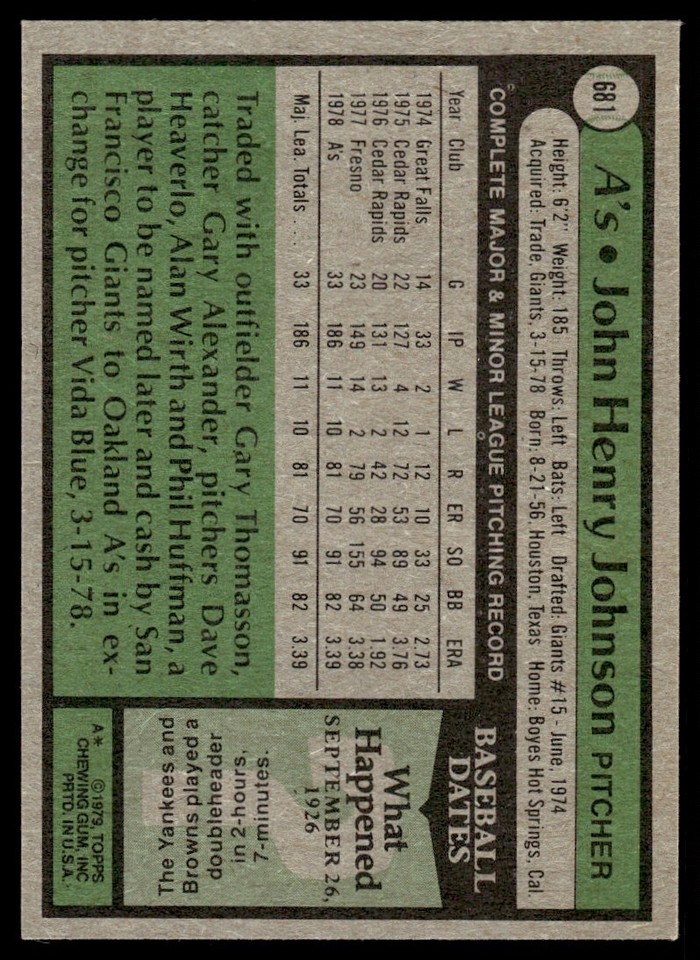 681
A's • John Henry Johnson PITCHER
Height: 6'2" Weight: 185 Throws: Left Bats: Left Drafted: Giants #15 - June, 1974
Acquired: Trade, Giants, 3-15-78 Born: 8-21-56, Houston, Texas Home: Boyes Hot Springs, Cal.
©COMPLETE MAJOR & MINOR LEAGUE PITCHING RECORD
Year Club G IP W L R ER SO BB ERA
1974 Great Falls 14 33 2 1 12 10 33 25 2.73
1975 Cedar Rapids 22 127 4 12 72 53 89 49 3.76
1976 Cedar Rapids 20 131 13 2 42 28 94 50 1.92
1977 Fresno 23 149 14 2 79 56 155 64 3.38
1978 A's 33 186 11 10 81 70 91 82 3.39
Maj. Lea. Totals . . . . 33 186 11 10 81 70 91 82 3.39
Traded with outfielder Gary Thomasson,
catcher Gary Alexander, pitchers Dave
Heaverlo, Alan Wirth and Phil Huffman, a
player to be named later and cash by San
Francisco Giants to Oakland A's in ex-
change for pitcher Vida Blue, 3-15-78.
BASEBALL
DATES
What
Happened
SEPTEMBER 26,
1926
The Yankees and
Browns played a
doubleheader
in 2-hours,
7-minutes.
A* ©1979, TOPPS
CHEWING GUM, INC
PRTD. IN U.S.A.